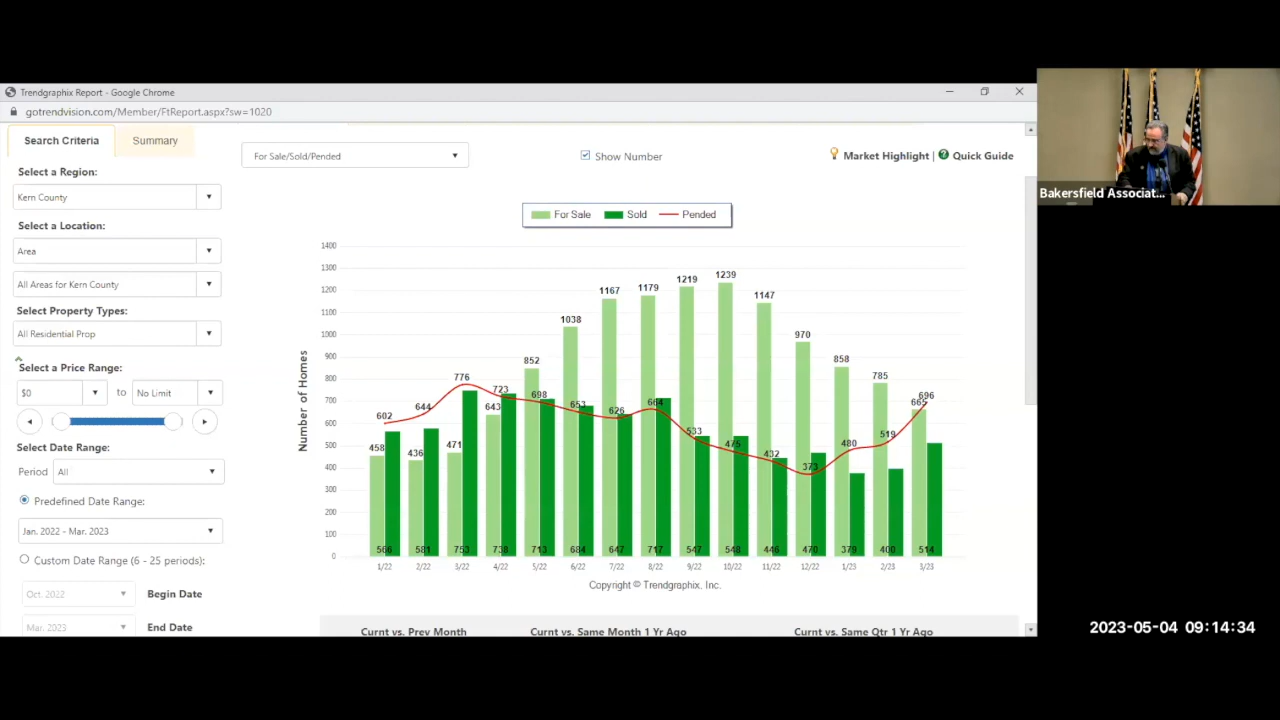 Trendgraphix Report - Google Chrome
gotrendvision.com/Member/FtReport.aspx?sw=1020
Search Criteria
Summary
Select a Region:
Kern County
Select a Location:
Area
All Areas for Kern County
Select Property Types:
All Residential Prop
Select a Price Range:
$0 to No Limit
Select Date Range:
Period All
Predefined Date Range:
Jan. 2022 - Mar. 2023
Custom Date Range (6 - 25 periods):
Oct. 2022 Begin Date
Mar. 2023 End Date
For Sale/Sold/Pended
Show Number
Market Highlight | Quick Guide
For Sale Sold Pended
Number of Homes
1400
1300
1200
1100
1000
900
800
700
600
500
400
300
200
100
0
602 644 776 723 698 653 626 664 533 475 432 373 480 519 696
458 436 471 643 852 1038 1167 1179 1219 1239 1147 970 858 785 665
566 581 753 738 713 684 647 717 547 548 446 470 379 400 514
1/22 2/22 3/22 4/22 5/22 6/22 7/22 8/22 9/22 10/22 11/22 12/22 1/23 2/23 3/23
Copyright © Trendgraphix, Inc.
Curnt vs. Prev Month
Curnt vs. Same Month 1 Yr Ago
Curnt vs. Same Qtr 1 Yr Ago
Bakersfield Associat...
2023-05-04 09:14:34